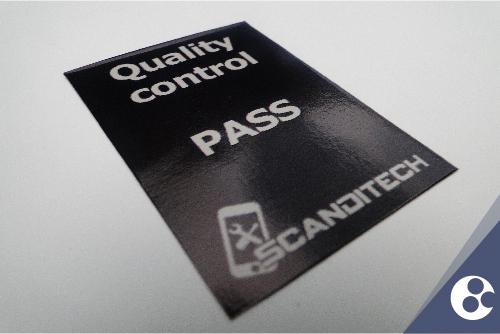 Quality
control
PASS
SCANDITECH